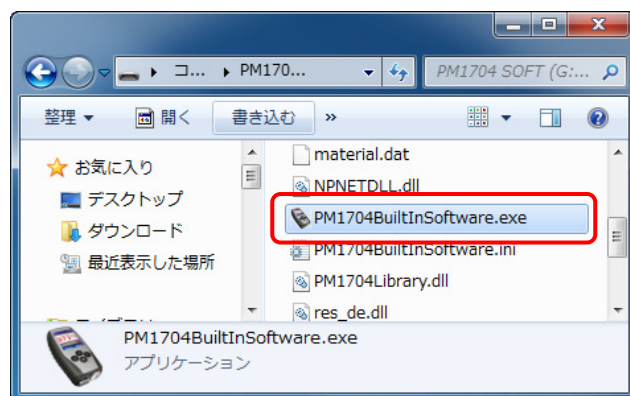 コ... PM170... PM1704 SOFT (G:...
整理 開く 書き込む »
お気に入り
デスクトップ
ダウンロード
最近表示した場所
material.dat
NPNETDLL.dll
PM1704BuiltInSoftware.exe
PM1704BuiltInSoftware.ini
PM1704Library.dll
res_de.dll
PM1704BuiltInSoftware.exe
アプリケーション